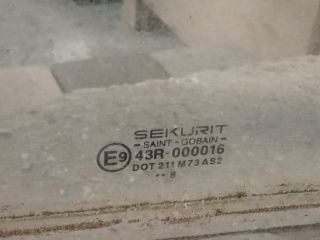 SEKURIT
- SAINT - GOBAIN -
E9 43R-000016
DOT 211 M73 AS2
•• 8